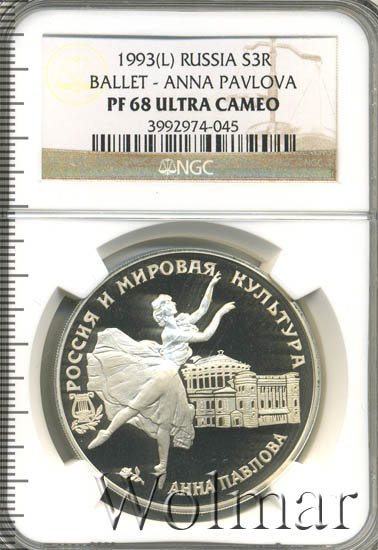 1993(L) RUSSIA S3R
BALLET - ANNA PAVLOVA
PF 68 ULTRA CAMEO
3992974-045
NGC
РОССИЯ И МИРОВАЯ КУЛЬТУРА
АННА ПАВЛОВА
Wolmar